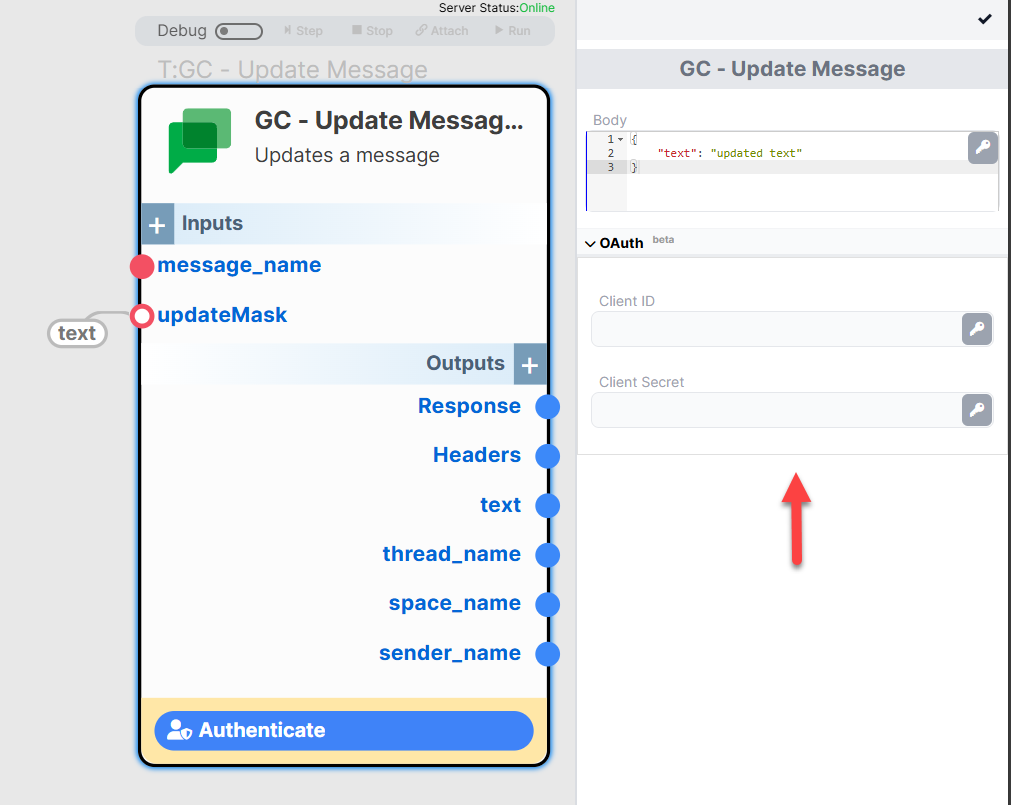 Server Status:Online
Debug
Step
Stop
Attach
Run
T:GC - Update Message
GC - Update Messag...
Updates a message
+ Inputs
message_name
updateMask
text
Outputs +
Response
Headers
text
thread_name
space_name
sender_name
Authenticate
GC - Update Message
Body
1 {
2 "text": "updated text"
3 }
OAuth beta
Client ID
Client Secret